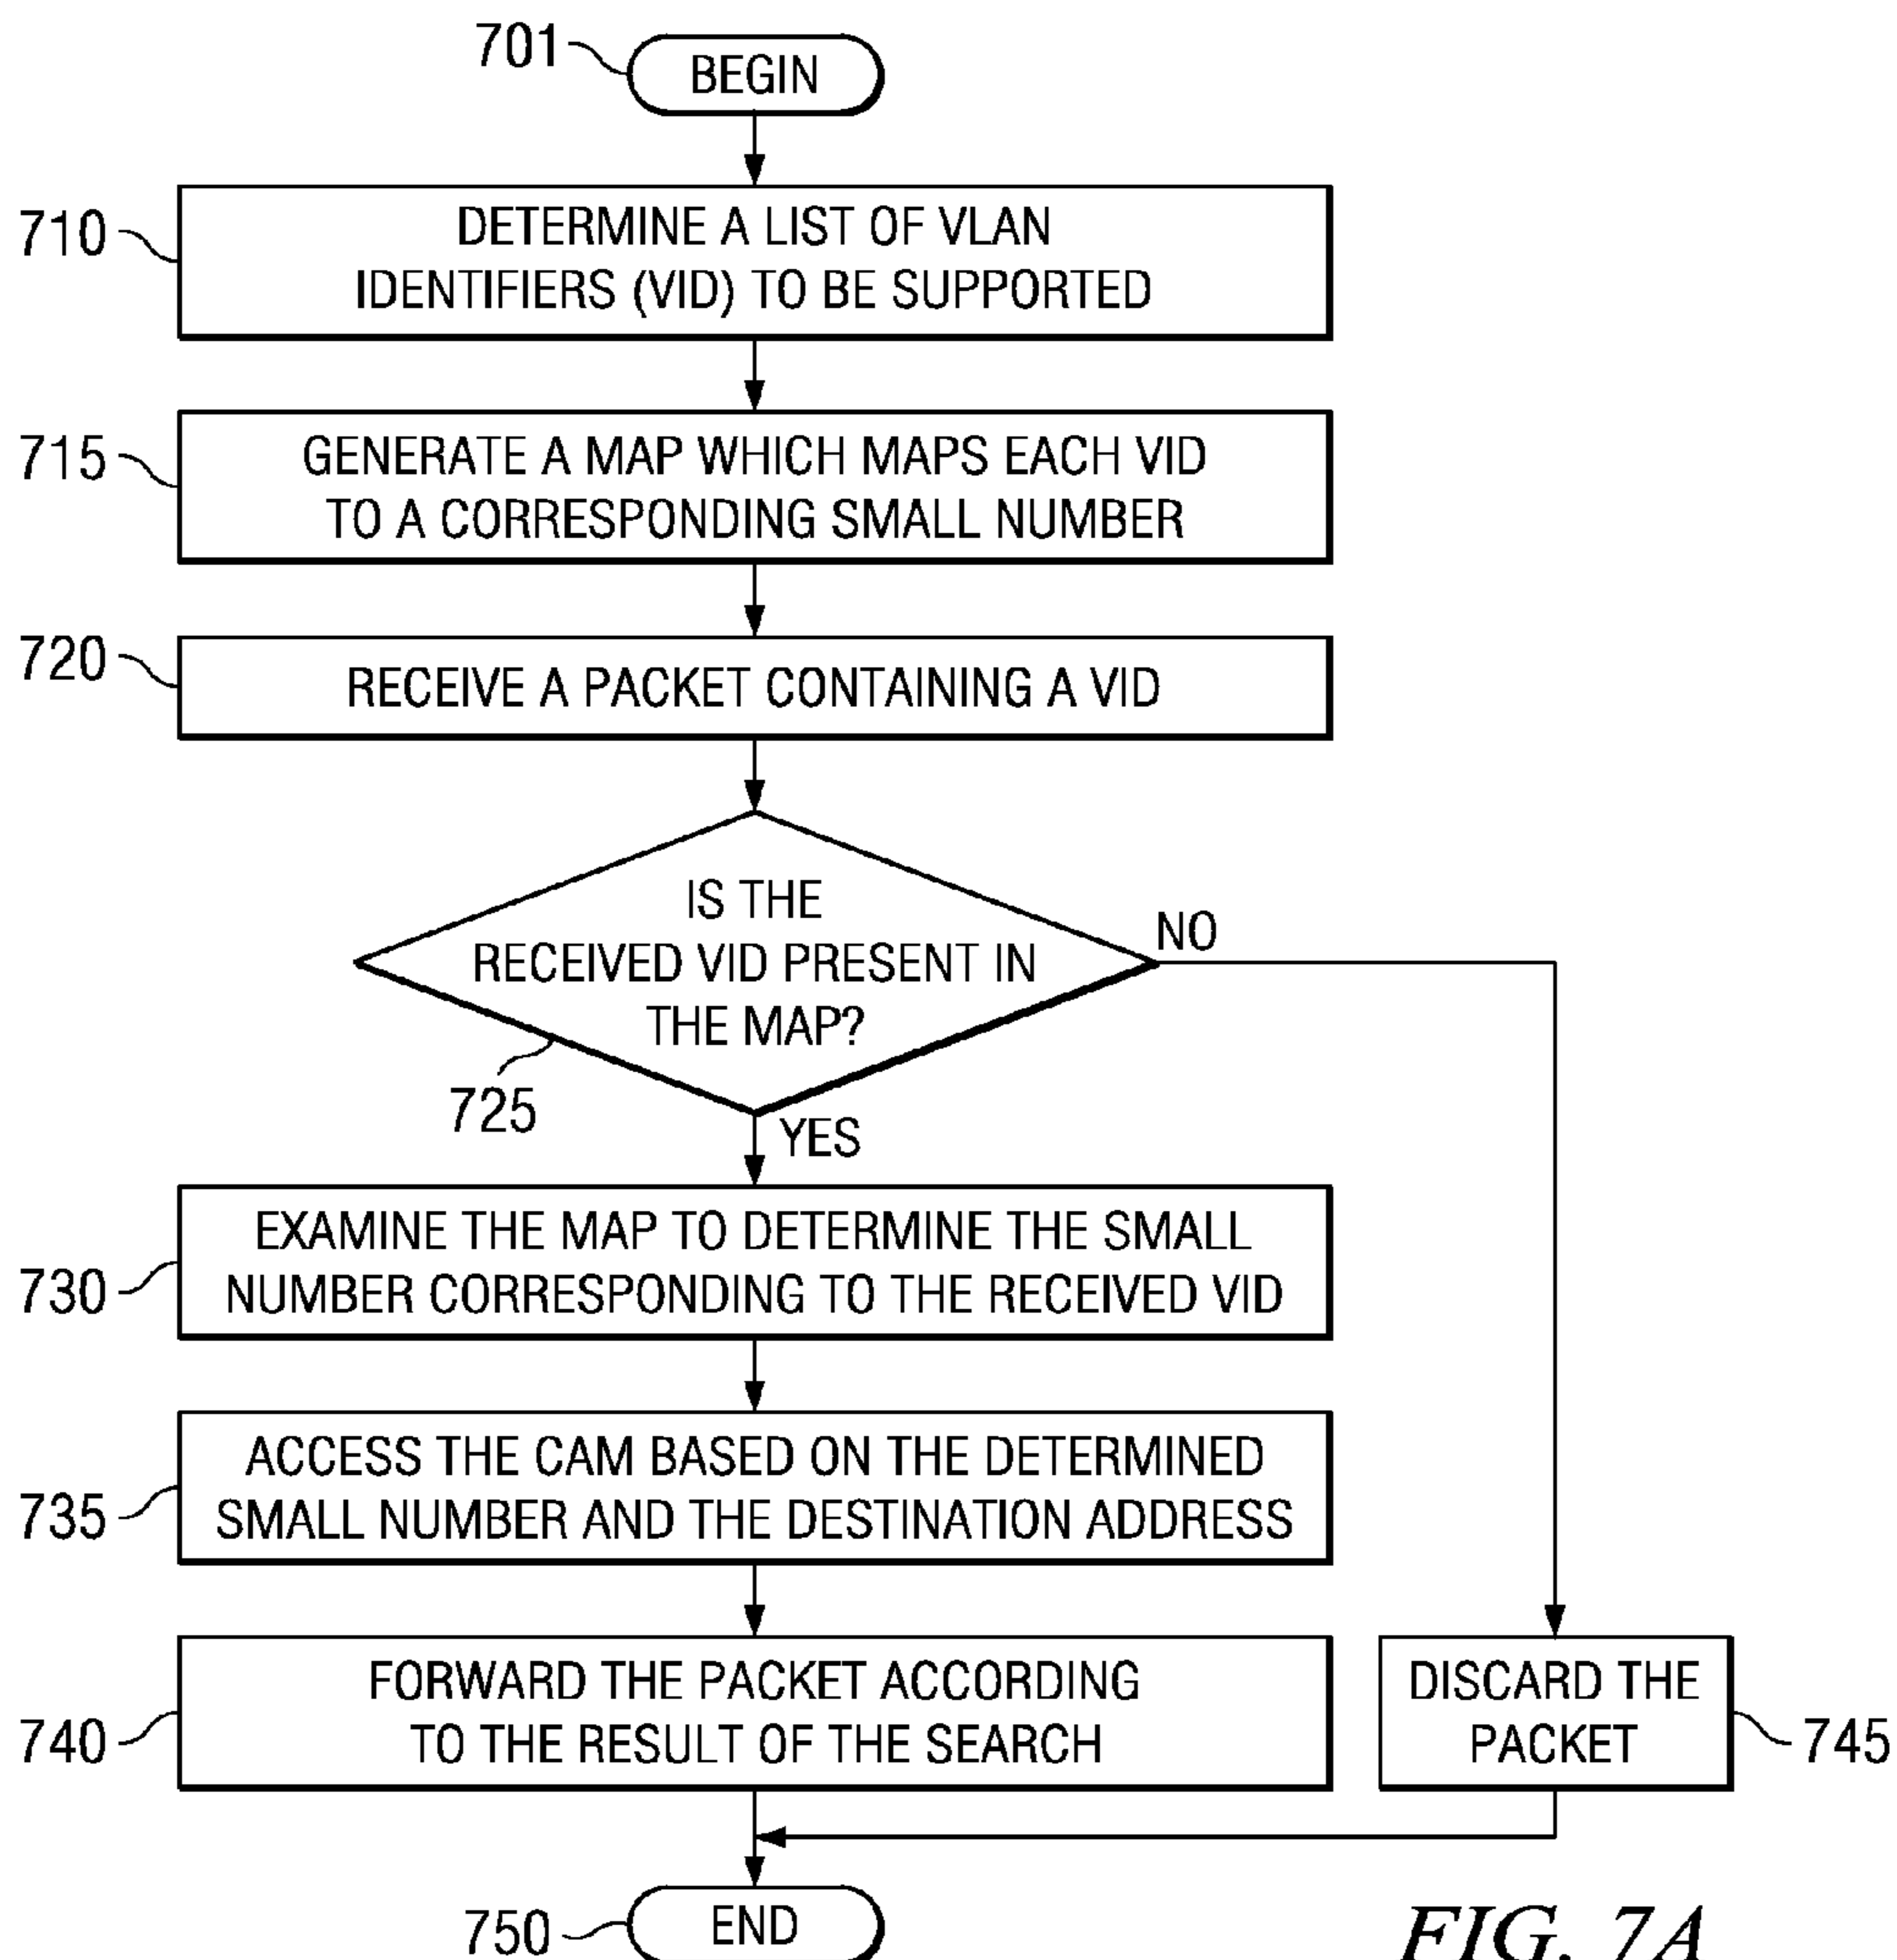 701
BEGIN
710
DETERMINE A LIST OF VLAN
IDENTIFIERS (VID) TO BE SUPPORTED
715
GENERATE A MAP WHICH MAPS EACH VID
TO A CORRESPONDING SMALL NUMBER
720
RECEIVE A PACKET CONTAINING A VID
IS THE
RECEIVED VID PRESENT IN
THE MAP?
NO
725
YES
730
EXAMINE THE MAP TO DETERMINE THE SMALL
NUMBER CORRESPONDING TO THE RECEIVED VID
735
ACCESS THE CAM BASED ON THE DETERMINED
SMALL NUMBER AND THE DESTINATION ADDRESS
740
FORWARD THE PACKET ACCORDING
TO THE RESULT OF THE SEARCH
DISCARD THE
PACKET
745
750
END
FIG. 7A